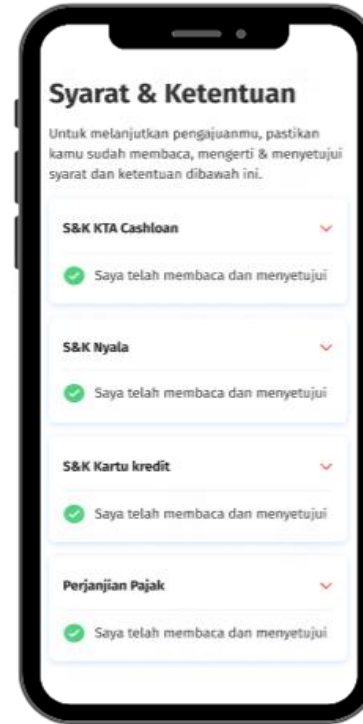 Syarat & Ketentuan
Untuk melanjutkan pengajuanmu, pastikan
kamu sudah membaca, mengerti & menyetujui
syarat dan ketentuan dibawah ini.
S&K KTA Cashloan
Saya telah membaca dan menyetujui
S&K Nyala
Saya telah membaca dan menyetujui
S&K Kartu kredit
Saya telah membaca dan menyetujui
Perjanjian Pajak
Saya telah membaca dan menyetujui